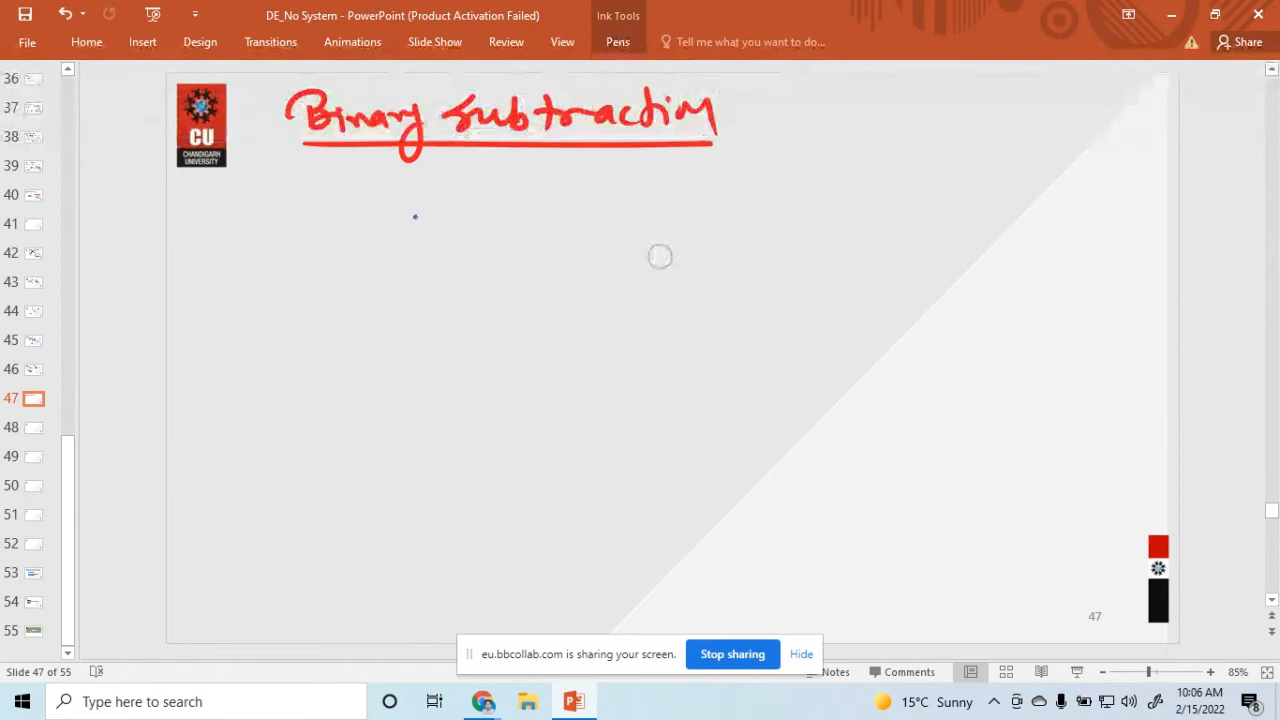 DE_No System - PowerPoint (Product Activation Failed)
Ink Tools
File
Home
Insert
Design
Transitions
Animations
Slide Show
Review
View
Pens
Tell me what you want to do...
Share
36
37
38
39
40
41
42
43
44
45
46
47
48
49
50
51
52
53
54
55
CU
CHANDIGARH
UNIVERSITY
Binary subtraction
47
eu.bbcollab.com is sharing your screen.
Stop sharing
Hide
Slide 47 of 55
Notes
Comments
85%
Type here to search
15°C Sunny
10:06 AM
2/15/2022
8